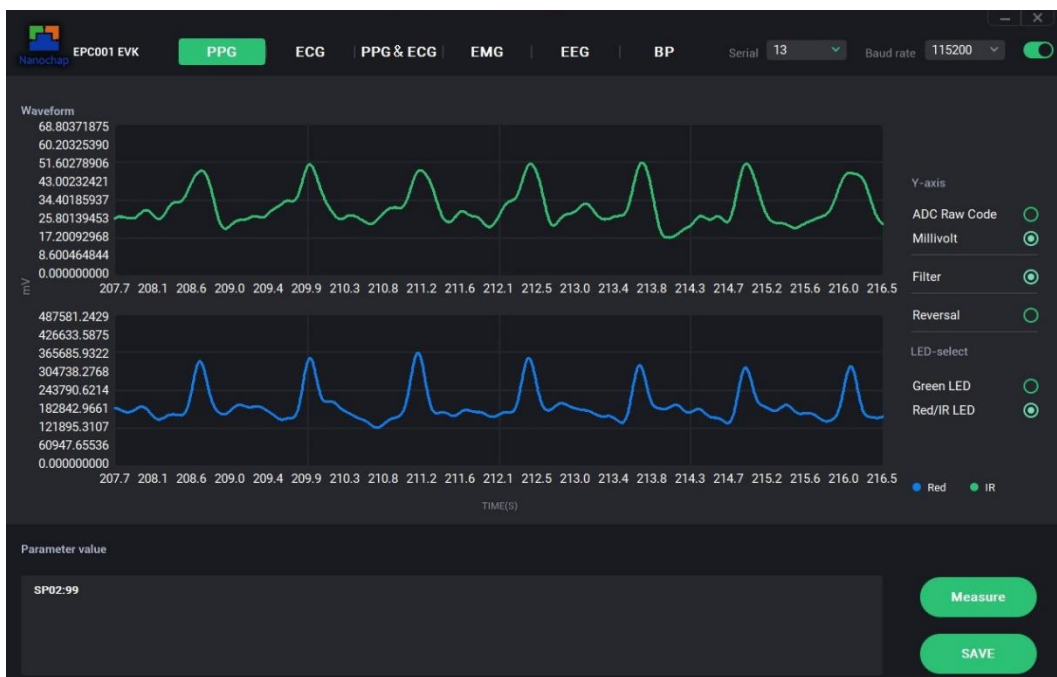 Nanochap EPC001 EVK PPG ECG PPG & ECG EMG EEG BP Serial 13 Baud rate 115200
Waveform
68.80371875
60.20325390
51.60278906
43.00232421
34.40185937
25.80139453
17.20092968
8.600464844
0.000000000
mV
207.7 208.1 208.6 209.0 209.4 209.9 210.3 210.8 211.2 211.6 212.1 212.5 213.0 213.4 213.8 214.3 214.7 215.2 215.6 216.0 216.5
487581.2429
426633.5875
365685.9322
304738.2768
243790.6214
182842.9661
121895.3107
60947.65536
0.000000000
207.7 208.1 208.6 209.0 209.4 209.9 210.3 210.8 211.2 211.6 212.1 212.5 213.0 213.4 213.8 214.3 214.7 215.2 215.6 216.0 216.5
TIME(S)
Y-axis
ADC Raw Code
Millivolt
Filter
Reversal
LED-select
Green LED
Red/IR LED
Red IR
Parameter value
SP02:99
Measure
SAVE